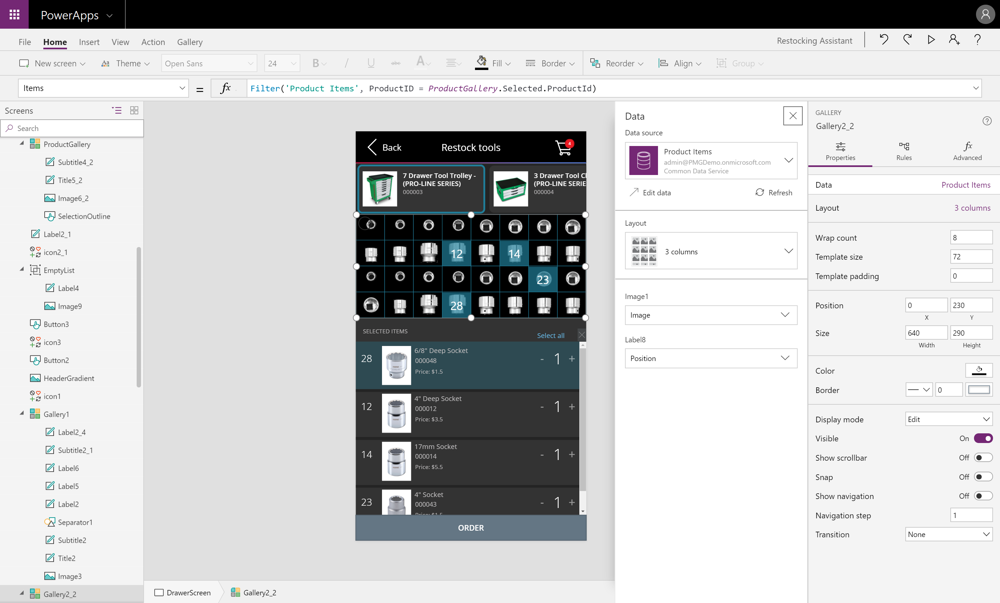 PowerApps
File Home Insert View Action Gallery
Restocking Assistant
New screen Theme Open Sans 24 B / U abc A Fill Border Reorder Align Group
Items = fx Filter('Product Items', ProductID = ProductGallery.Selected.ProductId)
Screens
Search
ProductGallery
Subtitle4_2
Title5_2
Image6_2
SelectionOutline
Label2_1
icon2_1
EmptyList
Label4
Image9
Button3
icon3
Button2
HeaderGradient
icon1
Gallery1
Label2_4
Subtitle2_1
Label6
Label5
Label2
Separator1
Subtitle2
Title2
Image3
Gallery2_2
Back Restock tools 4
7 Drawer Tool Trolley -
(PRO-LINE SERIES)
000003
3 Drawer Tool Cl
(PRO-LINE SERIE
000004
12 14
23
28
SELECTED ITEMS
Select all
28
6/8" Deep Socket
000048
Price: $1.5
- 1 +
12
4" Deep Socket
000012
Price: $3.5
- 1 +
14
17mm Socket
000014
Price: $5.5
- 1 +
23
4" Socket
000043
- 1 +
ORDER
DrawerScreen Gallery2_2
Data
Data source
Product Items
admin@PMGDemo.onmicrosoft.com
Common Data Service
Edit data Refresh
Layout
3 columns
Image1
Image
Label8
Position
GALLERY
Gallery2_2
?
Properties Rules Advanced
Data Product Items
Layout 3 columns
Wrap count 8
Template size 72
Template padding 0
Position 0 230
X Y
Size 640 290
Width Height
Color
Border 0
Display mode Edit
Visible On
Show scrollbar Off
Snap Off
Show navigation Off
Navigation step 1
Transition None